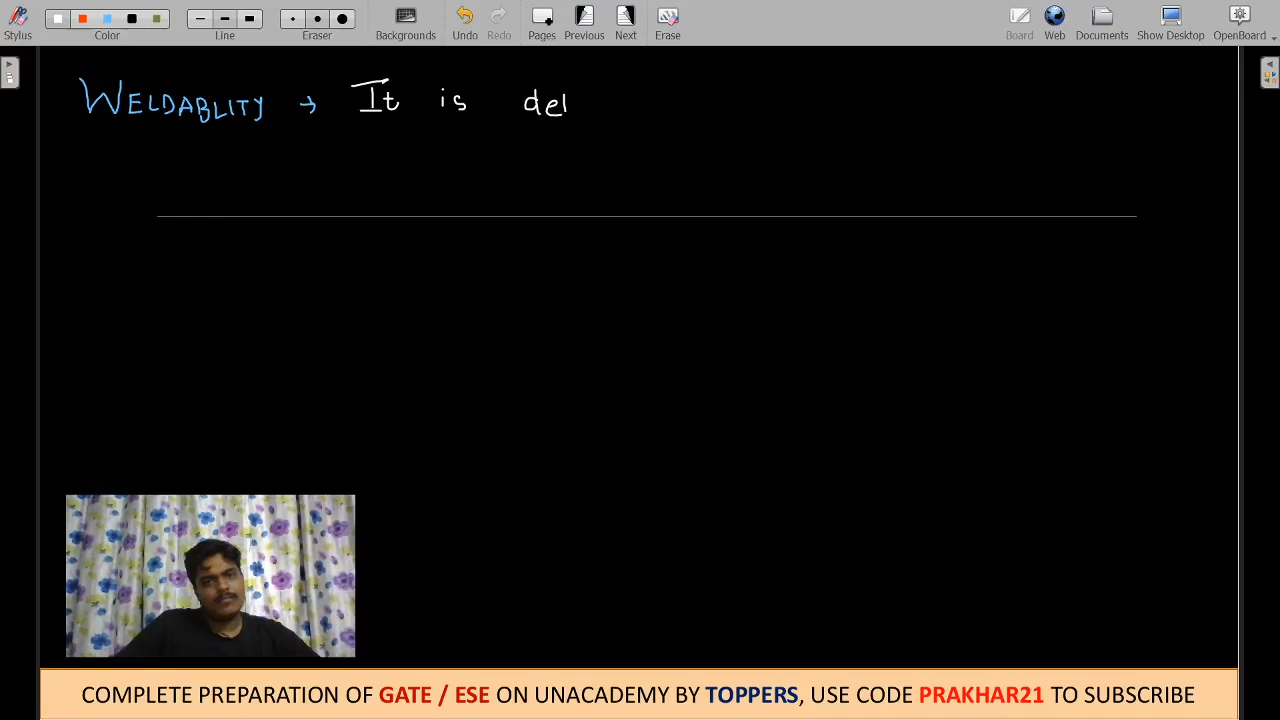 Stylus Color Line Eraser Backgrounds Undo Redo Pages Previous Next Erase Board Web Documents Show Desktop OpenBoard
WELDABLITY → It is del
COMPLETE PREPARATION OF GATE / ESE ON UNACADEMY BY TOPPERS, USE CODE PRAKHAR21 TO SUBSCRIBE